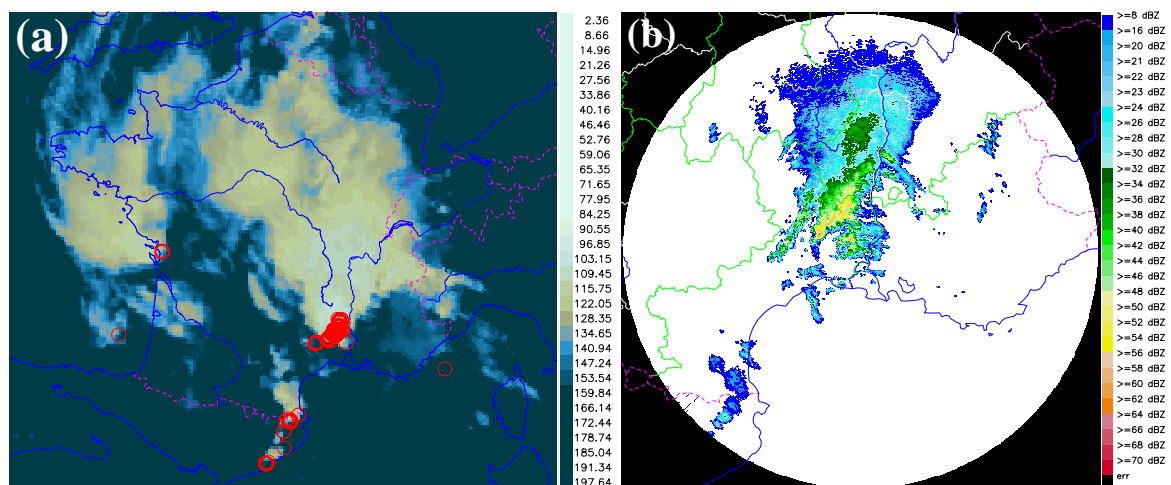 (a)
2.36
8.66
14.96
21.26
27.56
33.86
40.16
46.46
52.76
59.06
65.35
71.65
77.95
84.25
90.55
96.85
103.15
109.45
115.75
122.05
128.35
134.65
140.94
147.24
153.54
159.84
166.14
172.44
178.74
185.04
191.34
197.64
(b)
>=8 dBZ
>=16 dBZ
>=20 dBZ
>=21 dBZ
>=22 dBZ
>=23 dBZ
>=24 dBZ
>=26 dBZ
>=28 dBZ
>=30 dBZ
>=32 dBZ
>=34 dBZ
>=36 dBZ
>=38 dBZ
>=40 dBZ
>=42 dBZ
>=44 dBZ
>=46 dBZ
>=48 dBZ
>=50 dBZ
>=52 dBZ
>=54 dBZ
>=55 dBZ
>=56 dBZ
>=58 dBZ
>=60 dBZ
>=62 dBZ
>=64 dBZ
>=66 dBZ
>=68 dBZ
>=70 dBZ
err